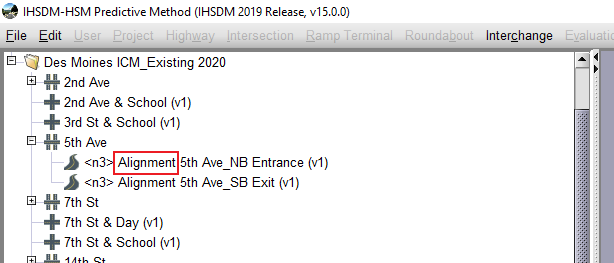 IHSDM-HSM Predictive Method (IHSDM 2019 Release, v15.0.0)
File Edit User Project Highway Intersection Ramp Terminal Roundabout Interchange Evaluation
Des Moines ICM_Existing 2020
2nd Ave
2nd Ave & School (v1)
3rd St & School (v1)
5th Ave
<n3> Alignment 5th Ave_NB Entrance (v1)
<n3> Alignment 5th Ave_SB Exit (v1)
7th St
7th St & Day (v1)
7th St & School (v1)
14th St